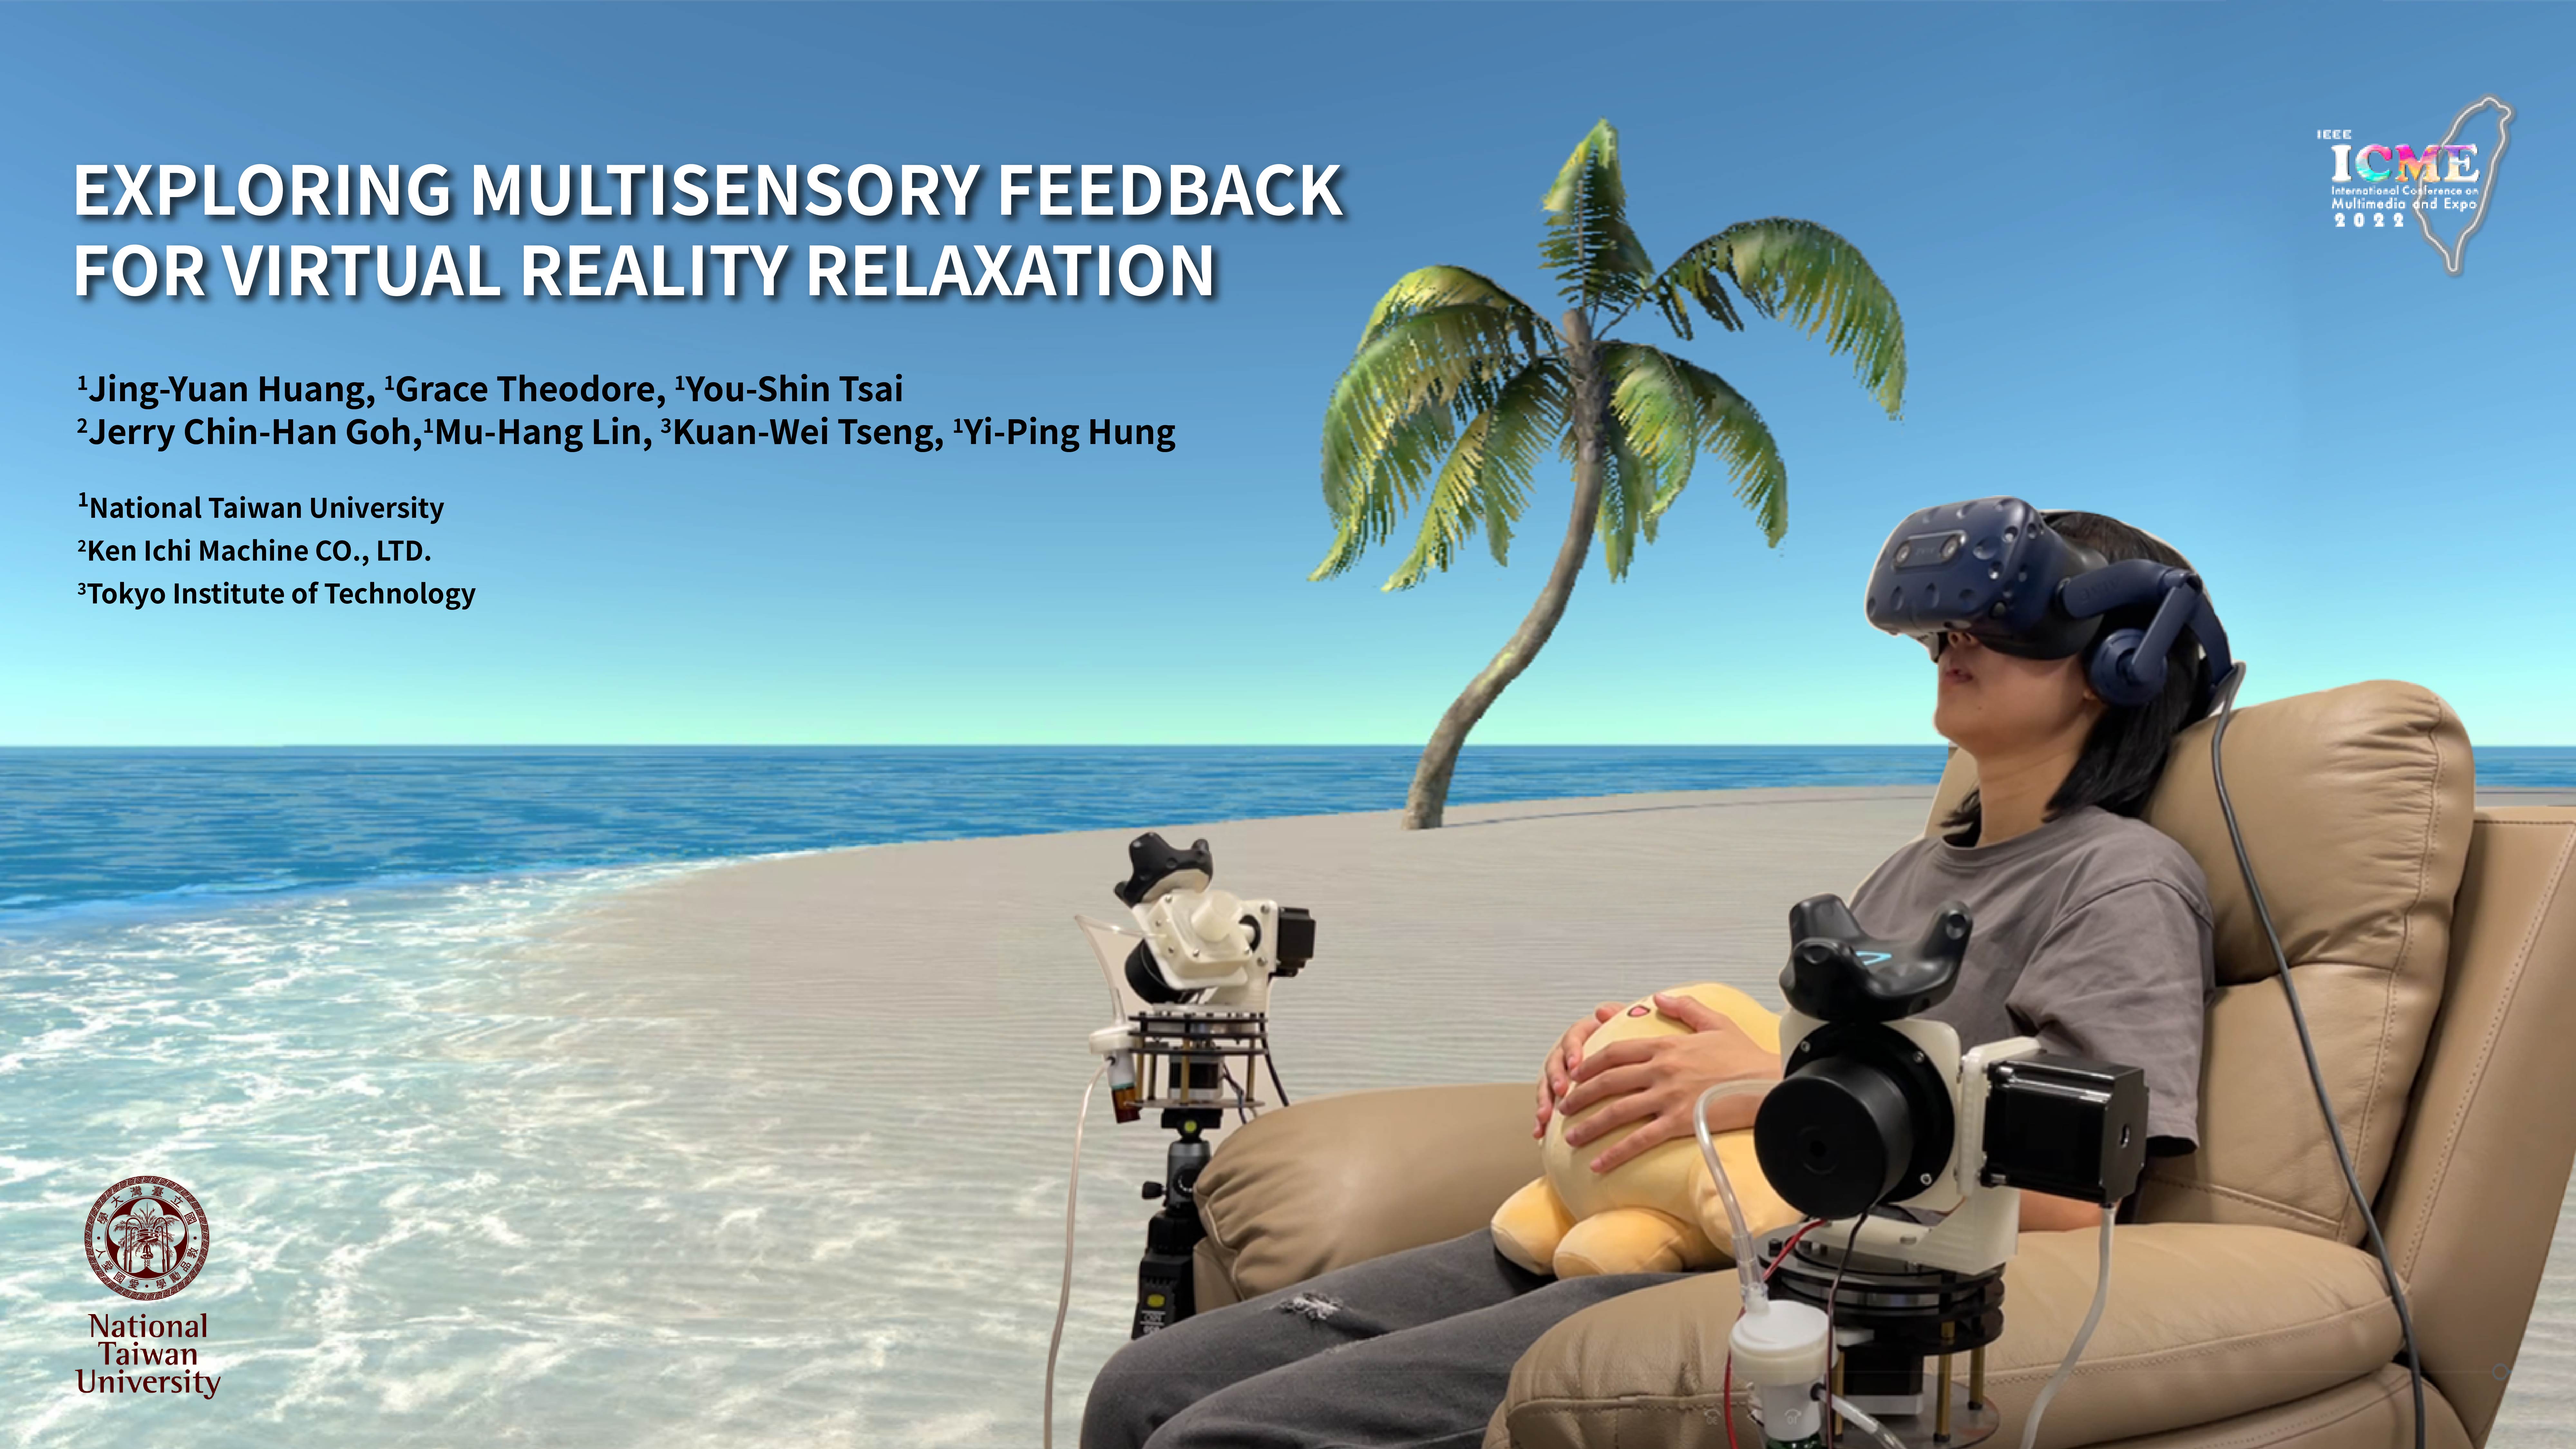 EXPLORING MULTISENSORY FEEDBACK
FOR VIRTUAL REALITY RELAXATION
¹Jing-Yuan Huang, ¹Grace Theodore, ¹You-Shin Tsai
²Jerry Chin-Han Goh,¹Mu-Hang Lin, ³Kuan-Wei Tseng, ¹Yi-Ping Hung
¹National Taiwan University
²Ken Ichi Machine CO., LTD.
³Tokyo Institute of Technology
IEEE
ICME
International Conference on
Multimedia and Expo
2022
National
Taiwan
University